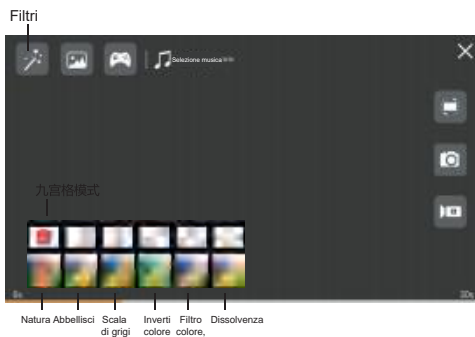 Filtri
Selezione musica
九宫格模式
0s
30s
Natura Abbellisci Scala di grigi Inverti colore Filtro colore, Dissolvenza